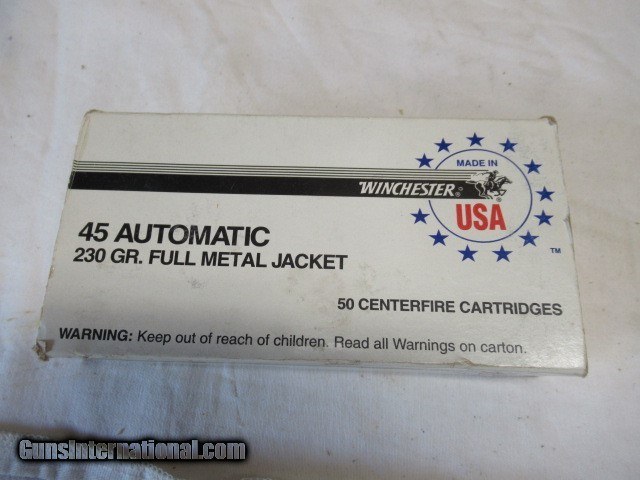 MADE IN
WINCHESTER®
USA
™
45 AUTOMATIC
230 GR. FULL METAL JACKET
50 CENTERFIRE CARTRIDGES
WARNING: Keep out of reach of children. Read all Warnings on carton.
GunsInternational.com